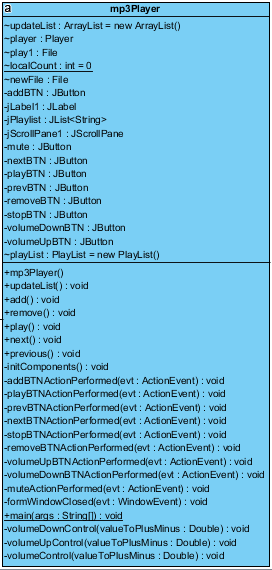 a
mp3Player
~updateList : ArrayList = new ArrayList()
~player : Player
~play1 : File
~localCount : int = 0
~newFile : File
-addBTN : JButton
-jLabel1 : JLabel
-jPlaylist : JList<String>
-jScrollPane1 : JScrollPane
-mute : JButton
-nextBTN : JButton
-playBTN : JButton
-prevBTN : JButton
-removeBTN : JButton
-stopBTN : JButton
-volumeDownBTN : JButton
-volumeUpBTN : JButton
~playList : PlayList = new PlayList()
+mp3Player()
+updateList() : void
+add() : void
+remove() : void
+play() : void
+next() : void
+previous() : void
-initComponents() : void
-addBTNActionPerformed(evt : ActionEvent) : void
-playBTNActionPerformed(evt : ActionEvent) : void
-prevBTNActionPerformed(evt : ActionEvent) : void
-nextBTNActionPerformed(evt : ActionEvent) : void
-stopBTNActionPerformed(evt : ActionEvent) : void
-removeBTNActionPerformed(evt : ActionEvent) : void
-volumeUpBTNActionPerformed(evt : ActionEvent) : void
-volumeDownBTNActionPerformed(evt : ActionEvent) : void
-muteActionPerformed(evt : ActionEvent) : void
-formWindowClosed(evt : WindowEvent) : void
+main(args : String[]) : void
-volumeDownControl(valueToPlusMinus : Double) : void
-volumeUpControl(valueToPlusMinus : Double) : void
-volumeControl(valueToPlusMinus : Double) : void